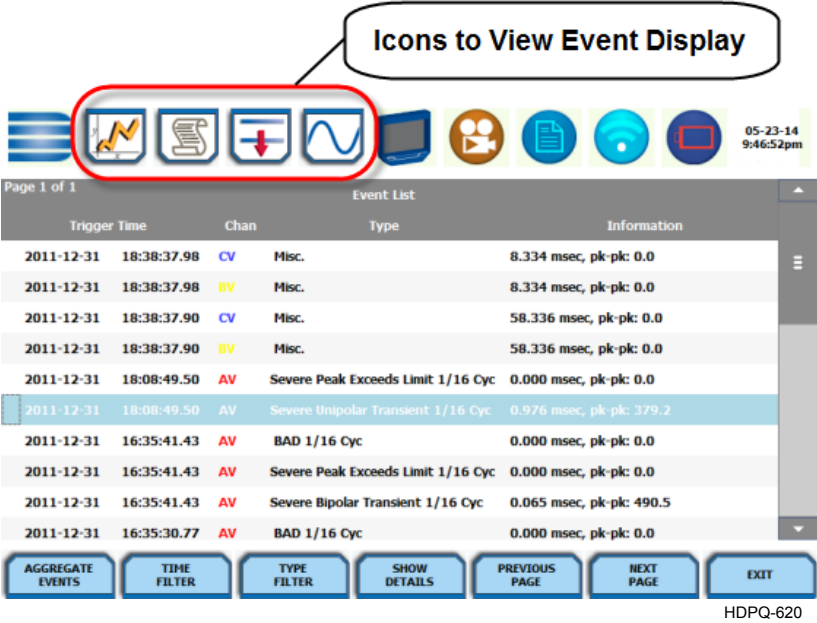 Icons to View Event Display
05-23-14
9:46:52pm
Page 1 of 1
Event List
Trigger Time Chan Type Information
2011-12-31 18:38:37.98 CV Misc. 8.334 msec, pk-pk: 0.0
2011-12-31 18:38:37.98 BV Misc. 8.334 msec, pk-pk: 0.0
2011-12-31 18:38:37.90 CV Misc. 58.336 msec, pk-pk: 0.0
2011-12-31 18:38:37.90 BV Misc. 58.336 msec, pk-pk: 0.0
2011-12-31 18:08:49.50 AV Severe Peak Exceeds Limit 1/16 Cyc 0.000 msec, pk-pk: 0.0
2011-12-31 18:08:49.50 AV Severe Unipolar Transient 1/16 Cyc 0.976 msec, pk-pk: 379.2
2011-12-31 16:35:41.43 AV BAD 1/16 Cyc 0.000 msec, pk-pk: 0.0
2011-12-31 16:35:41.43 AV Severe Peak Exceeds Limit 1/16 Cyc 0.000 msec, pk-pk: 0.0
2011-12-31 16:35:41.43 AV Severe Bipolar Transient 1/16 Cyc 0.065 msec, pk-pk: 490.5
2011-12-31 16:35:30.77 AV BAD 1/16 Cyc 0.000 msec, pk-pk: 0.0
AGGREGATE EVENTS
TIME FILTER
TYPE FILTER
SHOW DETAILS
PREVIOUS PAGE
NEXT PAGE
EXIT
HDPQ-620